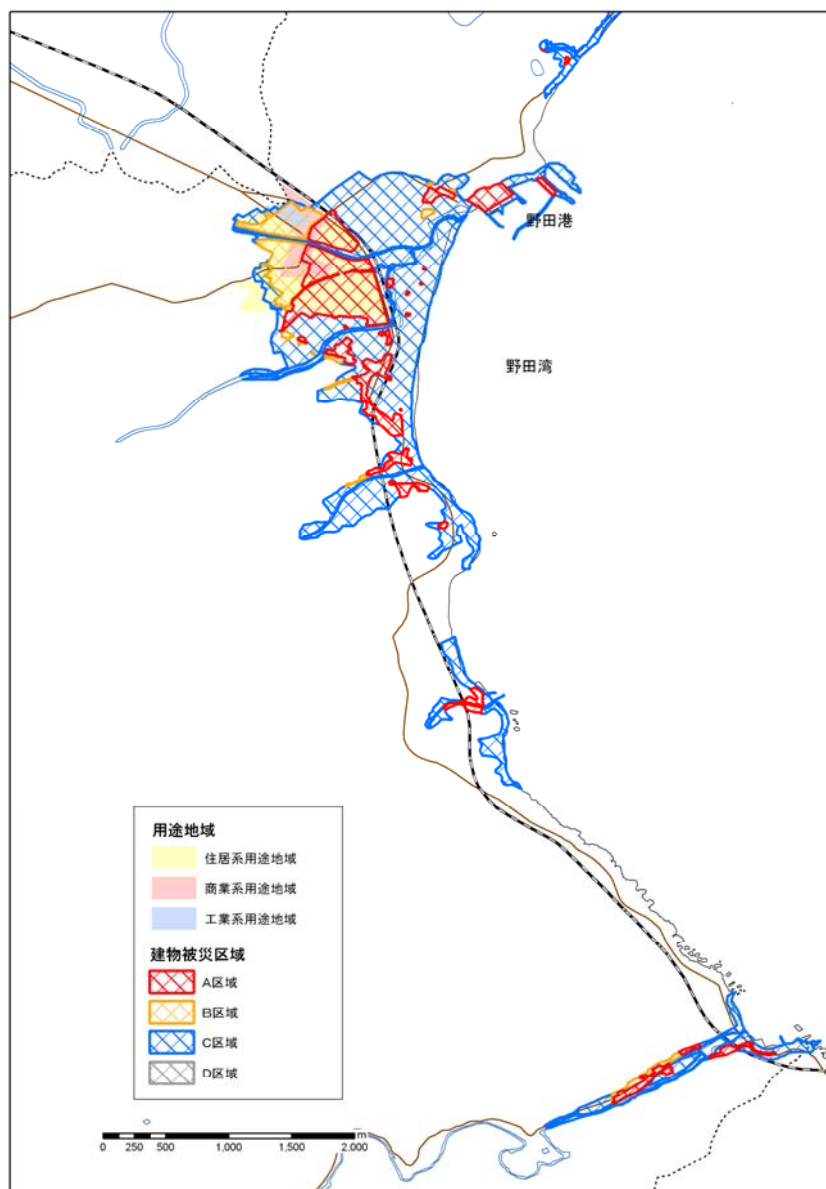 野田港
野田湾
用途地域
住居系用途地域
商業系用途地域
工業系用途地域
建物被災区域
A区域
B区域
C区域
D区域
m
0 250 500 1,000 1,500 2,000